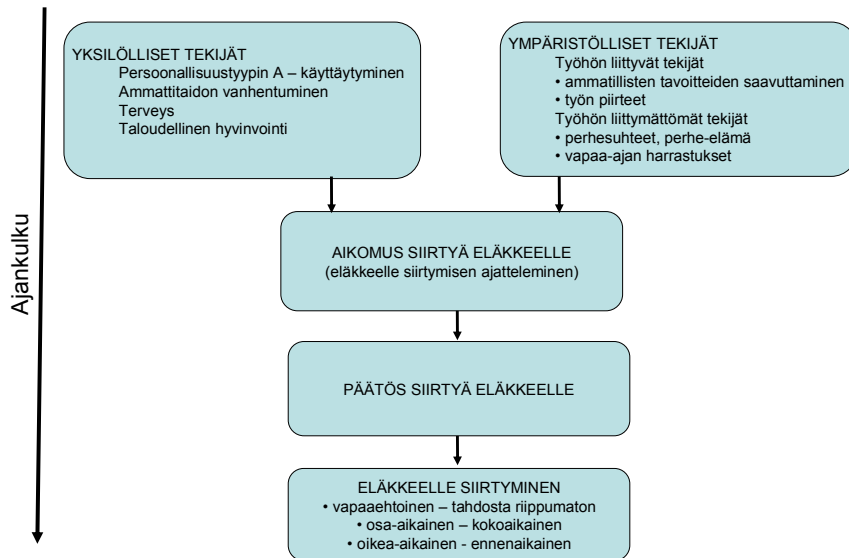 YKSILÖLLISET TEKIJÄT
Persoonallisuustyypin A – käyttäytyminen
Ammattitaidon vanhentuminen
Terveys
Taloudellinen hyvinvointi
YMPÄRISTÖLLISET TEKIJÄT
Työhön liittyvät tekijät
• ammatillisten tavoitteiden saavuttaminen
• työn piirteet
Työhön liittymättömät tekijät
• perhesuhteet, perhe-elämä
• vapaa-ajan harrastukset
Ajankulku
AIKOMUS SIIRTYÄ ELÄKKEELLE
(eläkkeelle siirtymisen ajatteleminen)
PÄÄTÖS SIIRTYÄ ELÄKKEELLE
ELÄKKEELLE SIIRTYMINEN
• vapaaehtoinen – tahdosta riippumaton
• osa-aikainen – kokoaikainen
• oikea-aikainen - ennenaikainen